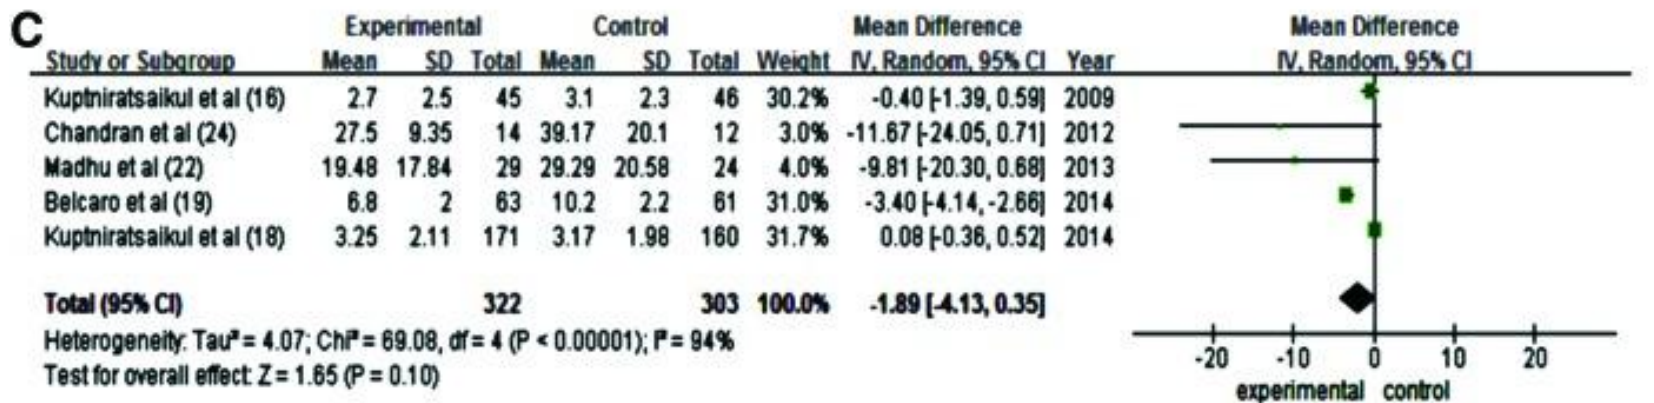 C
Experimental Control Mean Difference Mean Difference
Study or Subgroup Mean SD Total Mean SD Total Weight IV, Random, 95% CI Year IV, Random, 95% CI
Kuptniratsaikul et al (16) 2.7 2.5 45 3.1 2.3 46 30.2% -0.40 [-1.39, 0.59] 2009
Chandran et al (24) 27.5 9.35 14 39.17 20.1 12 3.0% -11.67 [-24.05, 0.71] 2012
Madhu et al (22) 19.48 17.84 29 29.29 20.58 24 4.0% -9.81 [-20.30, 0.68] 2013
Belcaro et al (19) 6.8 2 63 10.2 2.2 61 31.0% -3.40 [-4.14, -2.66] 2014
Kuptniratsaikul et al (18) 3.25 2.11 171 3.17 1.98 160 31.7% 0.08 [-0.36, 0.52] 2014
Total (95% CI) 322 303 100.0% -1.89 [-4.13, 0.35]
Heterogeneity: Tau² = 4.07; Chi² = 69.08, df = 4 (P < 0.00001); I² = 94%
Test for overall effect: Z = 1.65 (P = 0.10)
-20 -10 0 10 20
experimental control